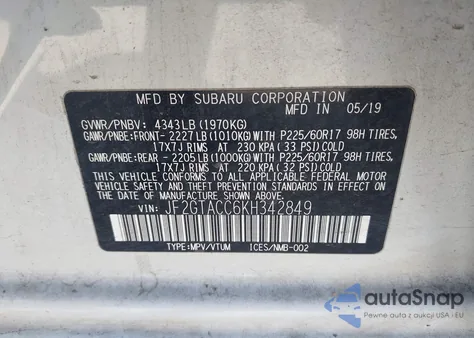 MFD BY SUBARU CORPORATION
MFD IN 05/19
GVWR/PNBV: 4343LB (1970KG)
GAWR/PNBE: FRONT- 2227LB (1010KG) WITH P225/60R17 98H TIRES,
17X7J RIMS AT 230 KPA (33 PSI) COLD
GAWR/PNBE: REAR - 2205LB (1000KG) WITH P225/60R17 98H TIRES,
17X7J RIMS AT 220 KPA (32 PSI) COLD
THIS VEHICLE CONFORMS TO ALL APPLICABLE FEDERAL MOTOR
VEHICLE SAFETY AND THEFT PREVENTION STANDARDS IN EFFECT ON
THE DATE OF MANUFACTURE SHOWN ABOVE.
VIN: JF2GTACC6KH342849
TYPE:MPV/VTUM ICES/NMB-002
autoSnap
Pewne aukcje z USA i EU